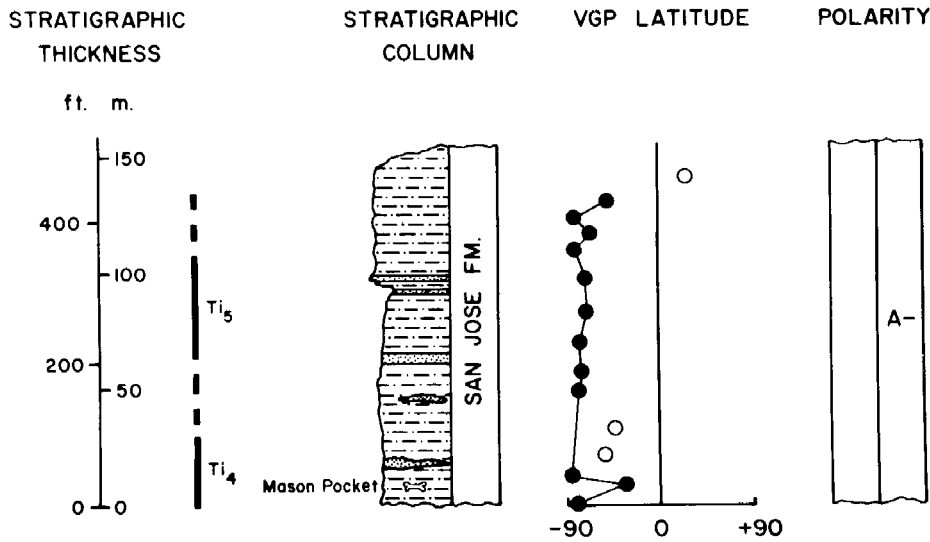 STRATIGRAPHIC THICKNESS
STRATIGRAPHIC COLUMN
VGP LATITUDE
POLARITY
ft. m.
150
400
100
200
50
0 0
Ti5
Ti4
Mason Pocket
SAN JOSE FM.
-90 0 +90
A-